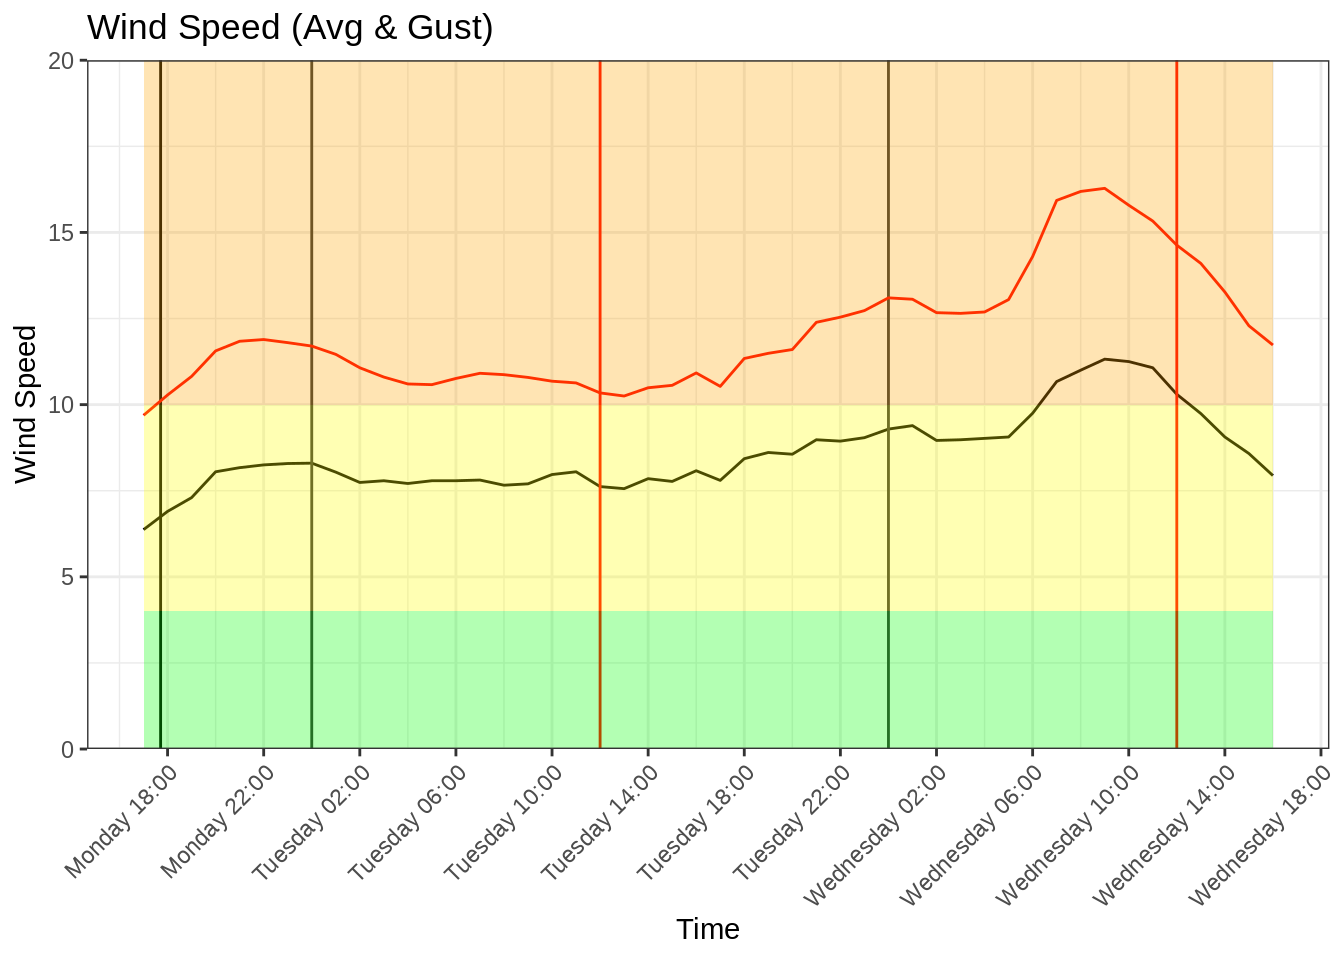 Wind Speed (Avg & Gust)
Wind Speed
20
15
10
5
0
Monday 18:00
Monday 22:00
Tuesday 02:00
Tuesday 06:00
Tuesday 10:00
Tuesday 14:00
Tuesday 18:00
Tuesday 22:00
Wednesday 02:00
Wednesday 06:00
Wednesday 10:00
Wednesday 14:00
Wednesday 18:00
Time